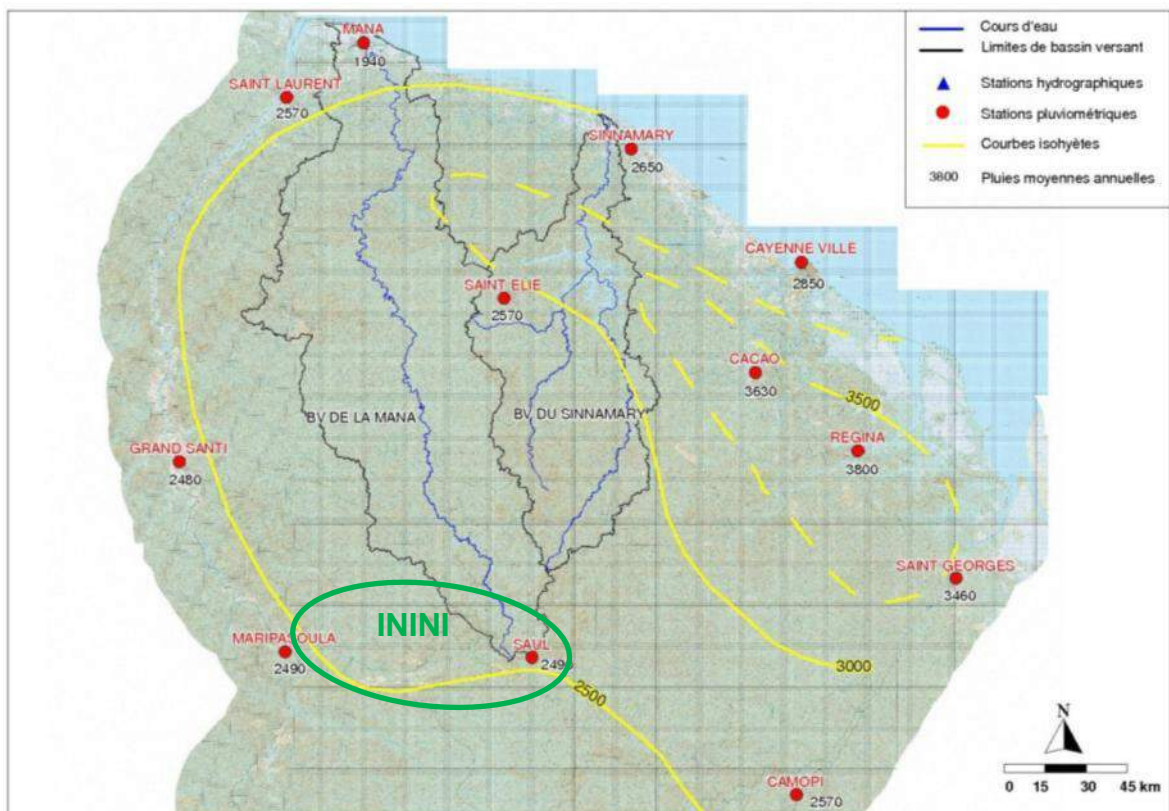 MANA
1940
SAINT LAURENT
2570
SINNAMARY
2650
CAYENNE VILLE
2850
SAINT ELIE
2570
CACAO
3630
3500
BV DE LA MANA
BV DU SINNAMARY
REGINA
3800
GRAND SANTI
2480
SAINT GEORGES
3460
ININI
MARIPASOULA
2490
SAUL
249
2500
3000
CAMOPI
2570
Cours d'eau
Limites de bassin versant
Stations hydrographiques
Stations pluviométriques
Courbes isohyètes
3800 Pluies moyennes annuelles
N
0 15 30 45 km